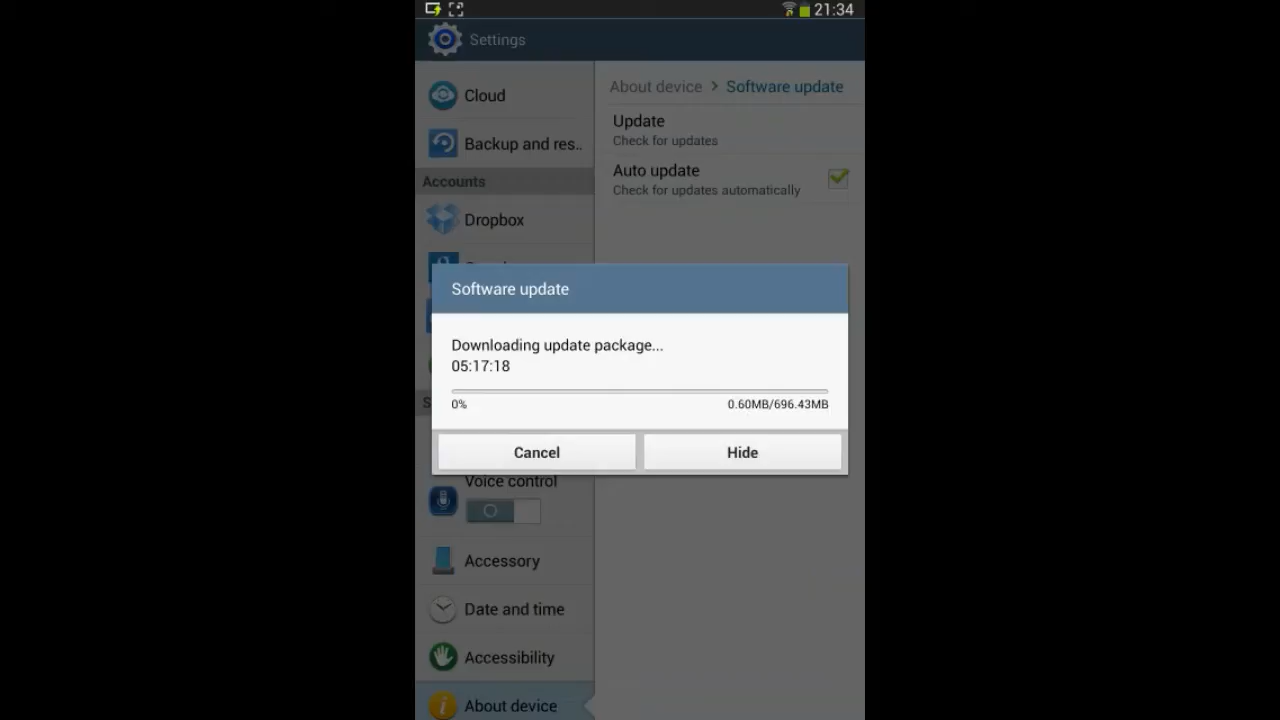 21:34
Settings
Cloud
Backup and res..
Accounts
Dropbox
About device > Software update
Update
Check for updates
Auto update
Check for updates automatically
Software update
Downloading update package...
05:17:18
0%
0.60MB/696.43MB
Cancel
Hide
Voice control
Accessory
Date and time
Accessibility
About device